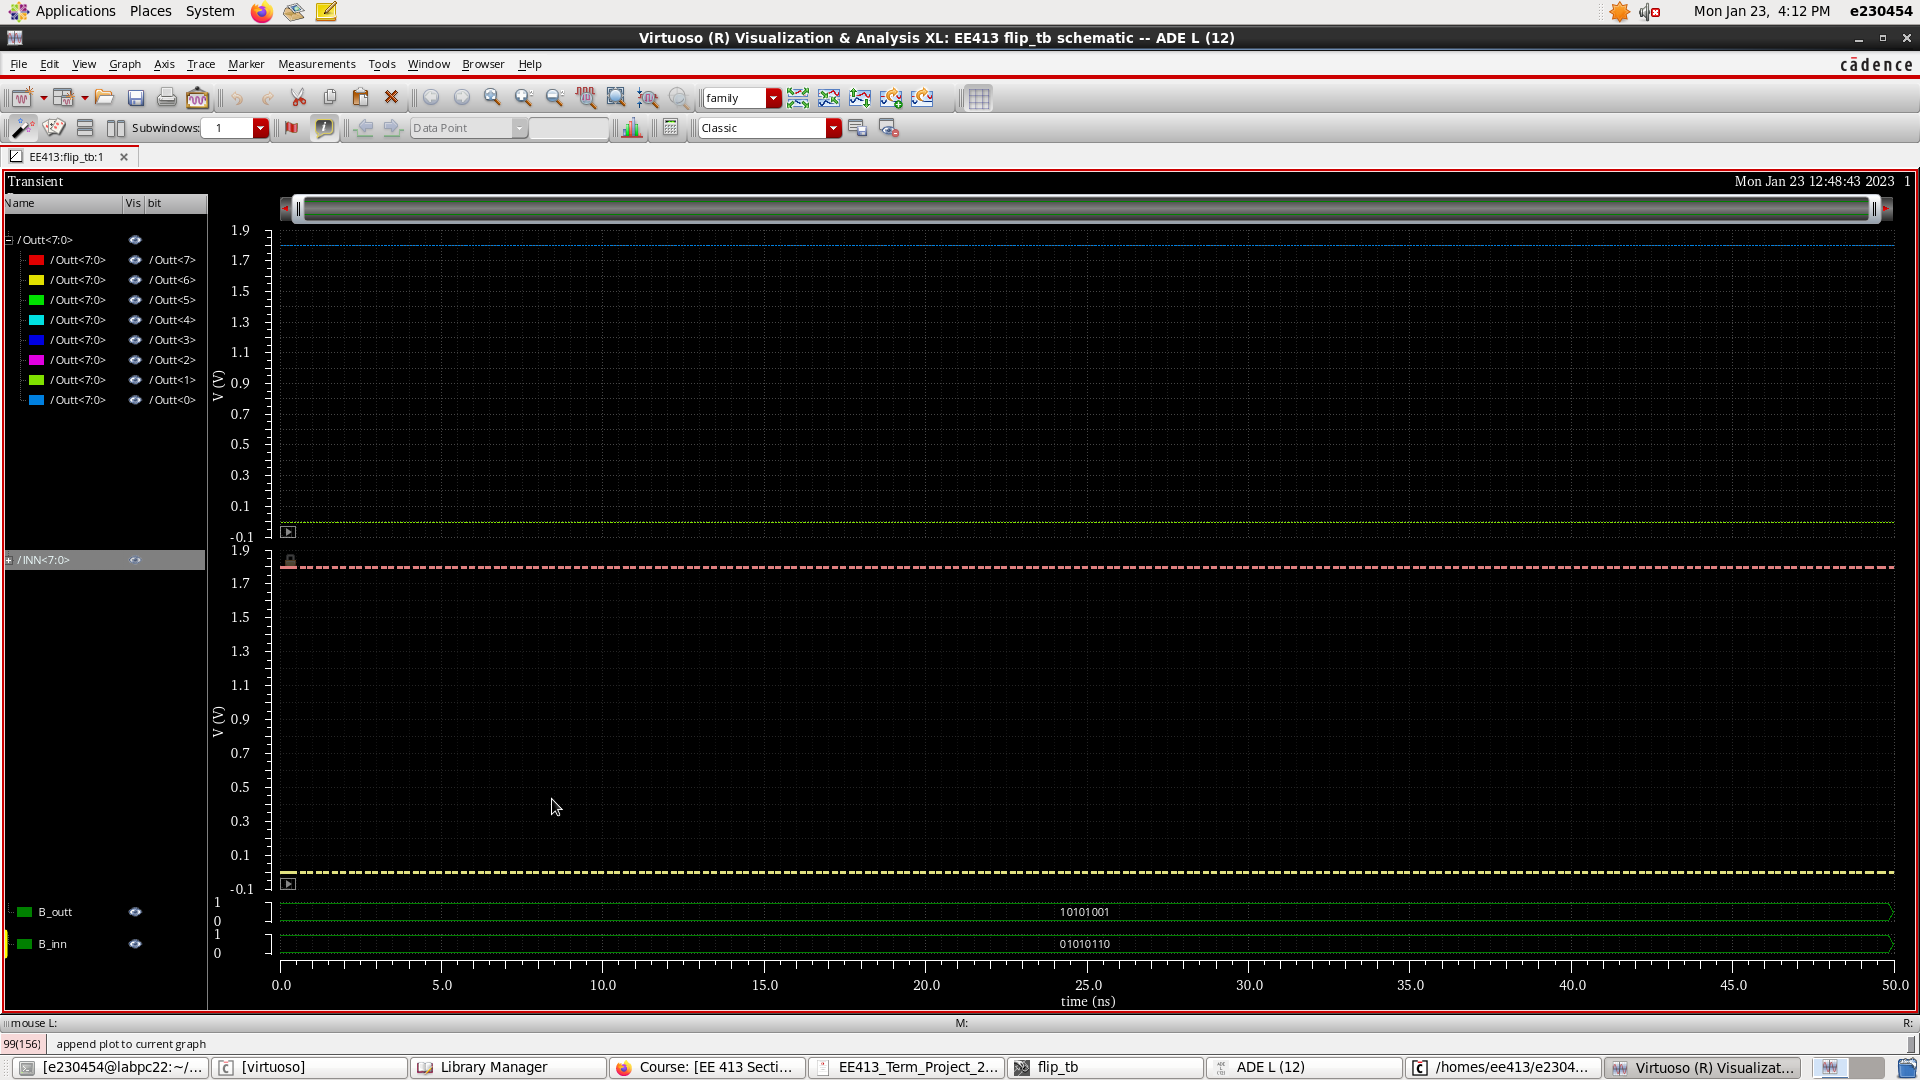 Applications Places System Mon Jan 23, 4:12 PM e230454
Virtuoso (R) Visualization & Analysis XL: EE413 flip_tb schematic -- ADE L (12)
File Edit View Graph Axis Trace Marker Measurements Tools Window Browser Help cādence
family
Subwindows: 1 Data Point Classic
EE413:flip_tb:1
Transient Mon Jan 23 12:48:43 2023 1
Name Vis bit
/Outt<7:0>
/Outt<7:0> /Outt<7>
/Outt<7:0> /Outt<6>
/Outt<7:0> /Outt<5>
/Outt<7:0> /Outt<4>
/Outt<7:0> /Outt<3>
/Outt<7:0> /Outt<2>
/Outt<7:0> /Outt<1>
/Outt<7:0> /Outt<0>
1.9
1.7
1.5
1.3
1.1
0.9
0.7
0.5
0.3
0.1
-0.1
V (V)
/INN<7:0>
1.9
1.7
1.5
1.3
1.1
0.9
0.7
0.5
0.3
0.1
-0.1
V (V)
B_outt 1 0 10101001
B_inn 1 0 01010110
0.0 5.0 10.0 15.0 20.0 25.0 30.0 35.0 40.0 45.0 50.0
time (ns)
mouse L: M: R:
99(156) append plot to current graph
[e230454@labpc22:~/... [virtuoso] Library Manager Course: [EE 413 Secti... EE413_Term_Project_2... flip_tb ADE L (12) /homes/ee413/e2304... Virtuoso (R) Visualizat...